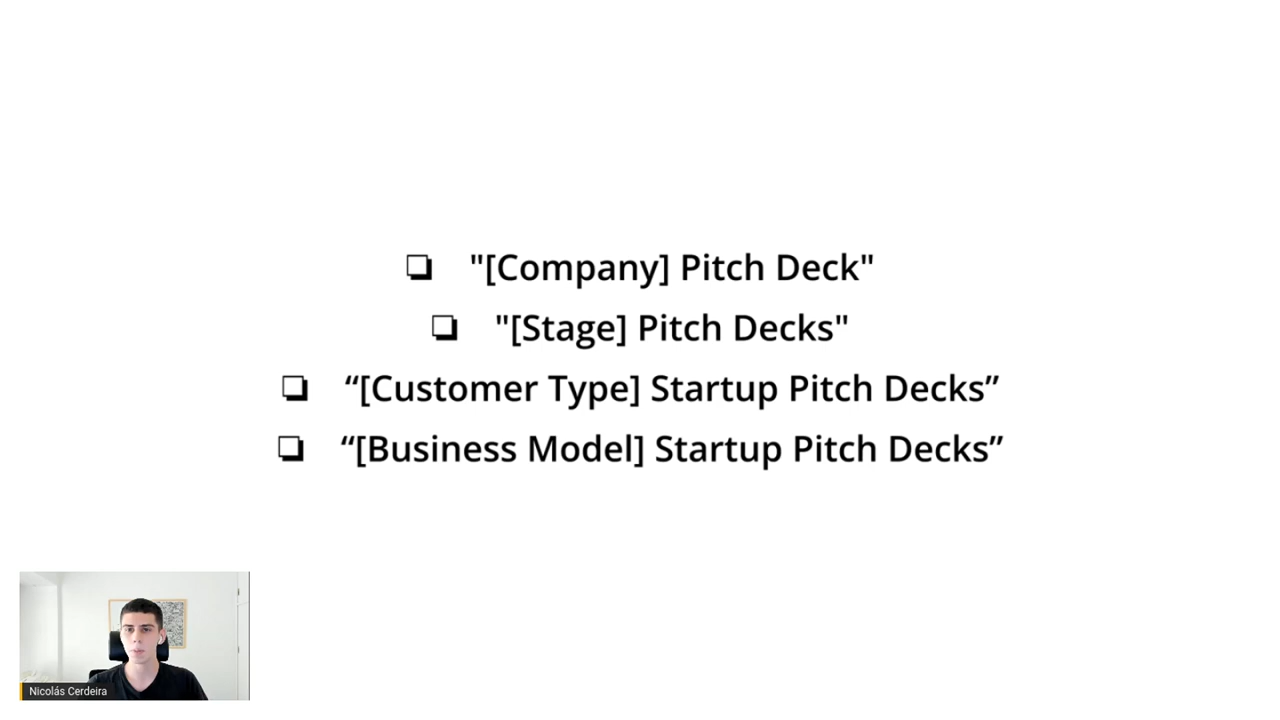 ❏ "[Company] Pitch Deck"
❏ "[Stage] Pitch Decks"
❏ “[Customer Type] Startup Pitch Decks”
❏ “[Business Model] Startup Pitch Decks”
Nicolás Cerdeira